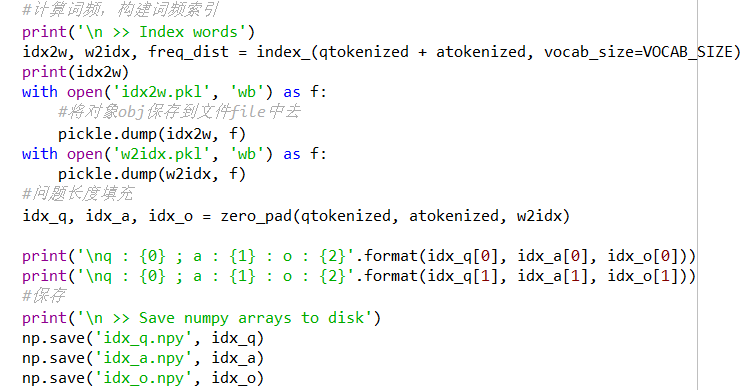 #计算词频，构建词频索引
print('\n >> Index words')
idx2w, w2idx, freq_dist = index_(qtokenized + atokenized, vocab_size=VOCAB_SIZE)
print(idx2w)
with open('idx2w.pkl', 'wb') as f:
    #将对象obj保存到文件file中去
    pickle.dump(idx2w, f)
with open('w2idx.pkl', 'wb') as f:
    pickle.dump(w2idx, f)
#问题长度填充
idx_q, idx_a, idx_o = zero_pad(qtokenized, atokenized, w2idx)

print('\nq : {0} ; a : {1} : o : {2}'.format(idx_q[0], idx_a[0], idx_o[0]))
print('\nq : {0} ; a : {1} : o : {2}'.format(idx_q[1], idx_a[1], idx_o[1]))
#保存
print('\n >> Save numpy arrays to disk')
np.save('idx_q.npy', idx_q)
np.save('idx_a.npy', idx_a)
np.save('idx_o.npy', idx_o)